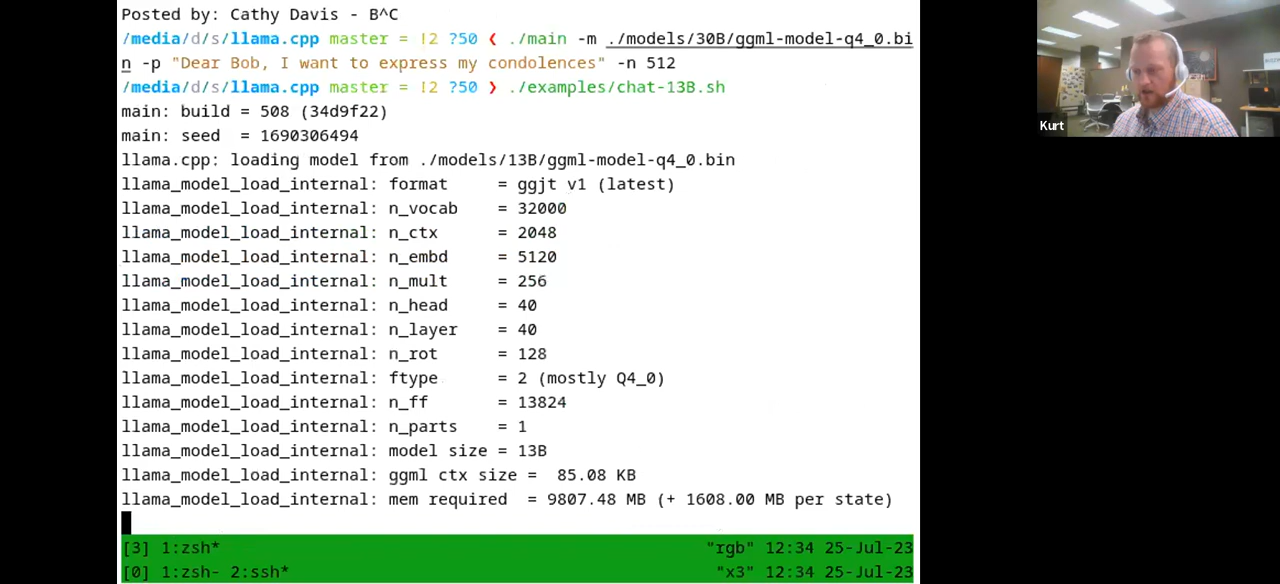 Posted by: Cathy Davis - B^C
/media/d/s/llama.cpp master = !2 ?50 ❮ ./main -m ./models/30B/ggml-model-q4_0.bi
n -p "Dear Bob, I want to express my condolences" -n 512
/media/d/s/llama.cpp master = !2 ?50 ❯ ./examples/chat-13B.sh
main: build = 508 (34d9f22)
main: seed  = 1690306494
llama.cpp: loading model from ./models/13B/ggml-model-q4_0.bin
llama_model_load_internal: format     = ggjt v1 (latest)
llama_model_load_internal: n_vocab    = 32000
llama_model_load_internal: n_ctx      = 2048
llama_model_load_internal: n_embd     = 5120
llama_model_load_internal: n_mult     = 256
llama_model_load_internal: n_head     = 40
llama_model_load_internal: n_layer    = 40
llama_model_load_internal: n_rot      = 128
llama_model_load_internal: ftype      = 2 (mostly Q4_0)
llama_model_load_internal: n_ff       = 13824
llama_model_load_internal: n_parts    = 1
llama_model_load_internal: model size = 13B
llama_model_load_internal: ggml ctx size =  85.08 KB
llama_model_load_internal: mem required  = 9807.48 MB (+ 1608.00 MB per state)
[3] 1:zsh* "rgb" 12:34 25-Jul-23
[0] 1:zsh- 2:ssh* "x3" 12:34 25-Jul-23
Kurt